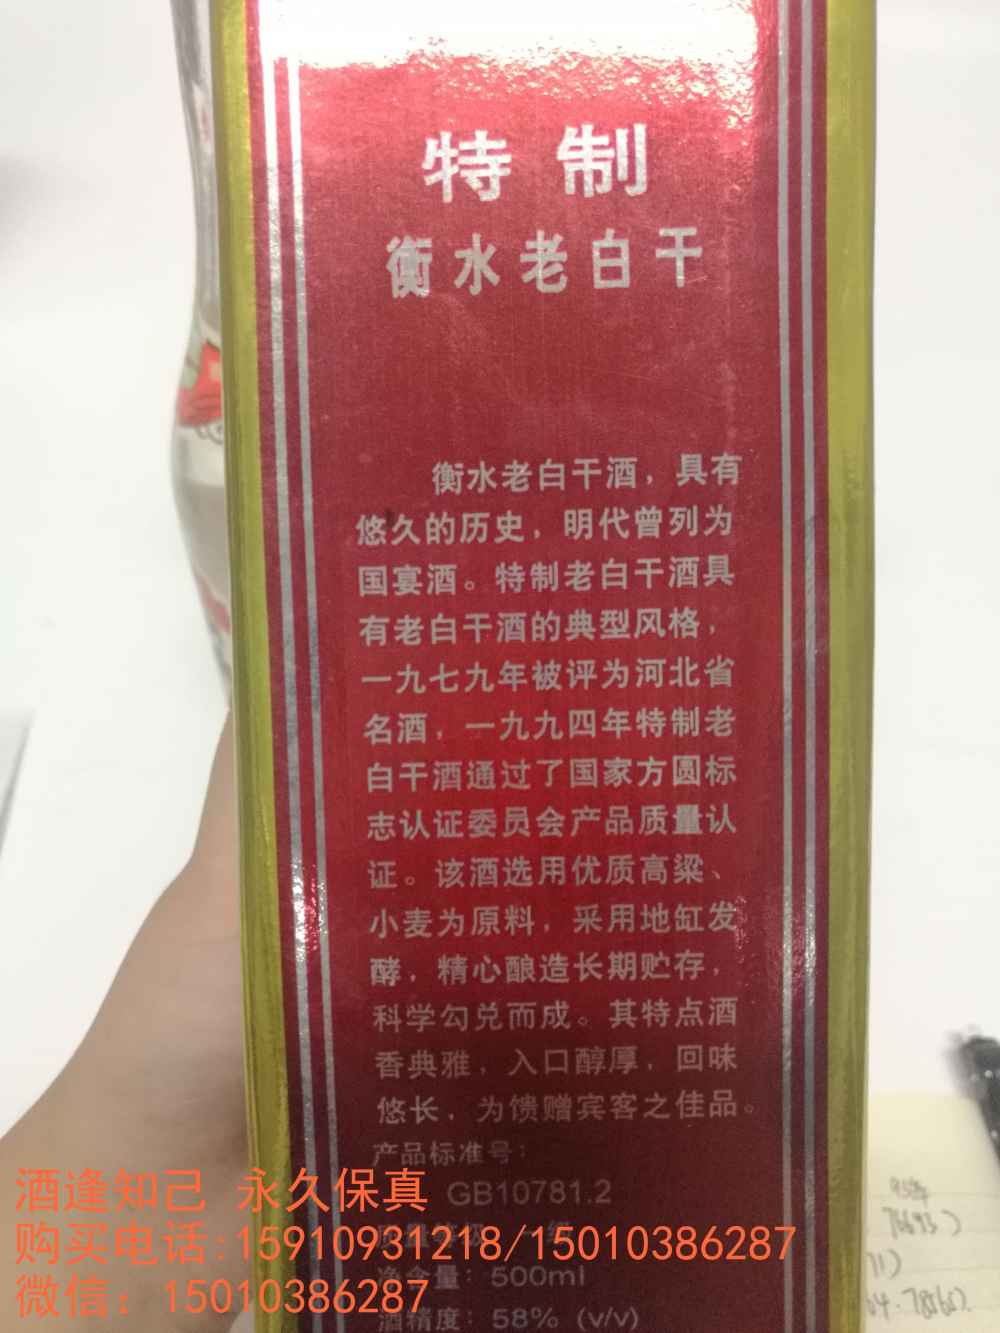 特制
衡水老白干
衡水老白干酒，具有
悠久的历史，明代曾列为
国宴酒。特制老白干酒具
有老白干酒的典型风格，
一九七九年被评为河北省
名酒，一九九四年特制老
白干酒通过了国家方圆标
志认证委员会产品质量认
证。该酒选用优质高粱、
小麦为原料，采用地缸发
酵，精心酿造长期贮存，
科学勾兑而成。其特点酒
香典雅，入口醇厚，回味
悠长，为馈赠宾客之佳品。
产品标准号：
GB10781.2
质量等级：一级
净含量：500ml
酒精度：58%（v/v）
酒逢知己 永久保真
购买电话:15910931218/15010386287
微信：15010386287